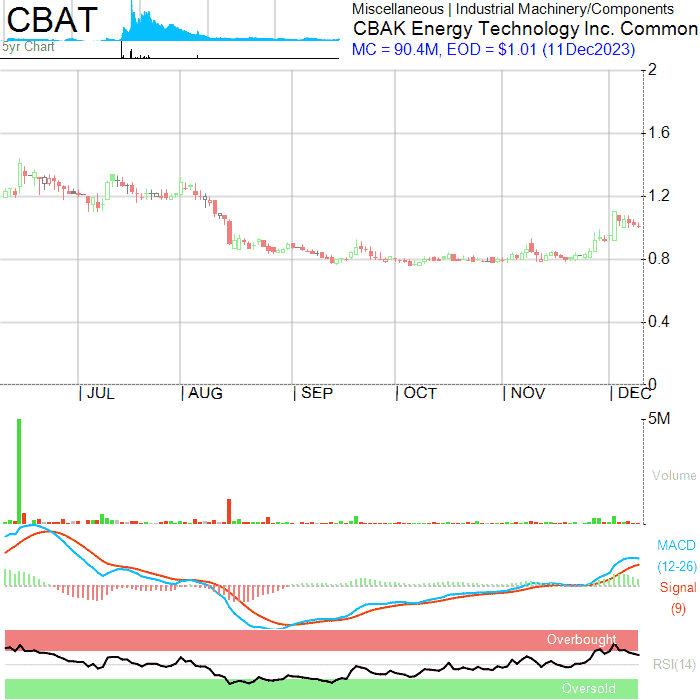 CBAT
5yr Chart
Miscellaneous | Industrial Machinery/Components
CBAK Energy Technology Inc. Common
MC = 90.4M, EOD = $1.01 (11Dec2023)
2
1.6
1.2
0.8
0.4
0
| JUL | AUG | SEP | OCT | NOV | DEC
5M
Volume
MACD
(12-26)
Signal
(9)
Overbought
RSI(14)
Oversold